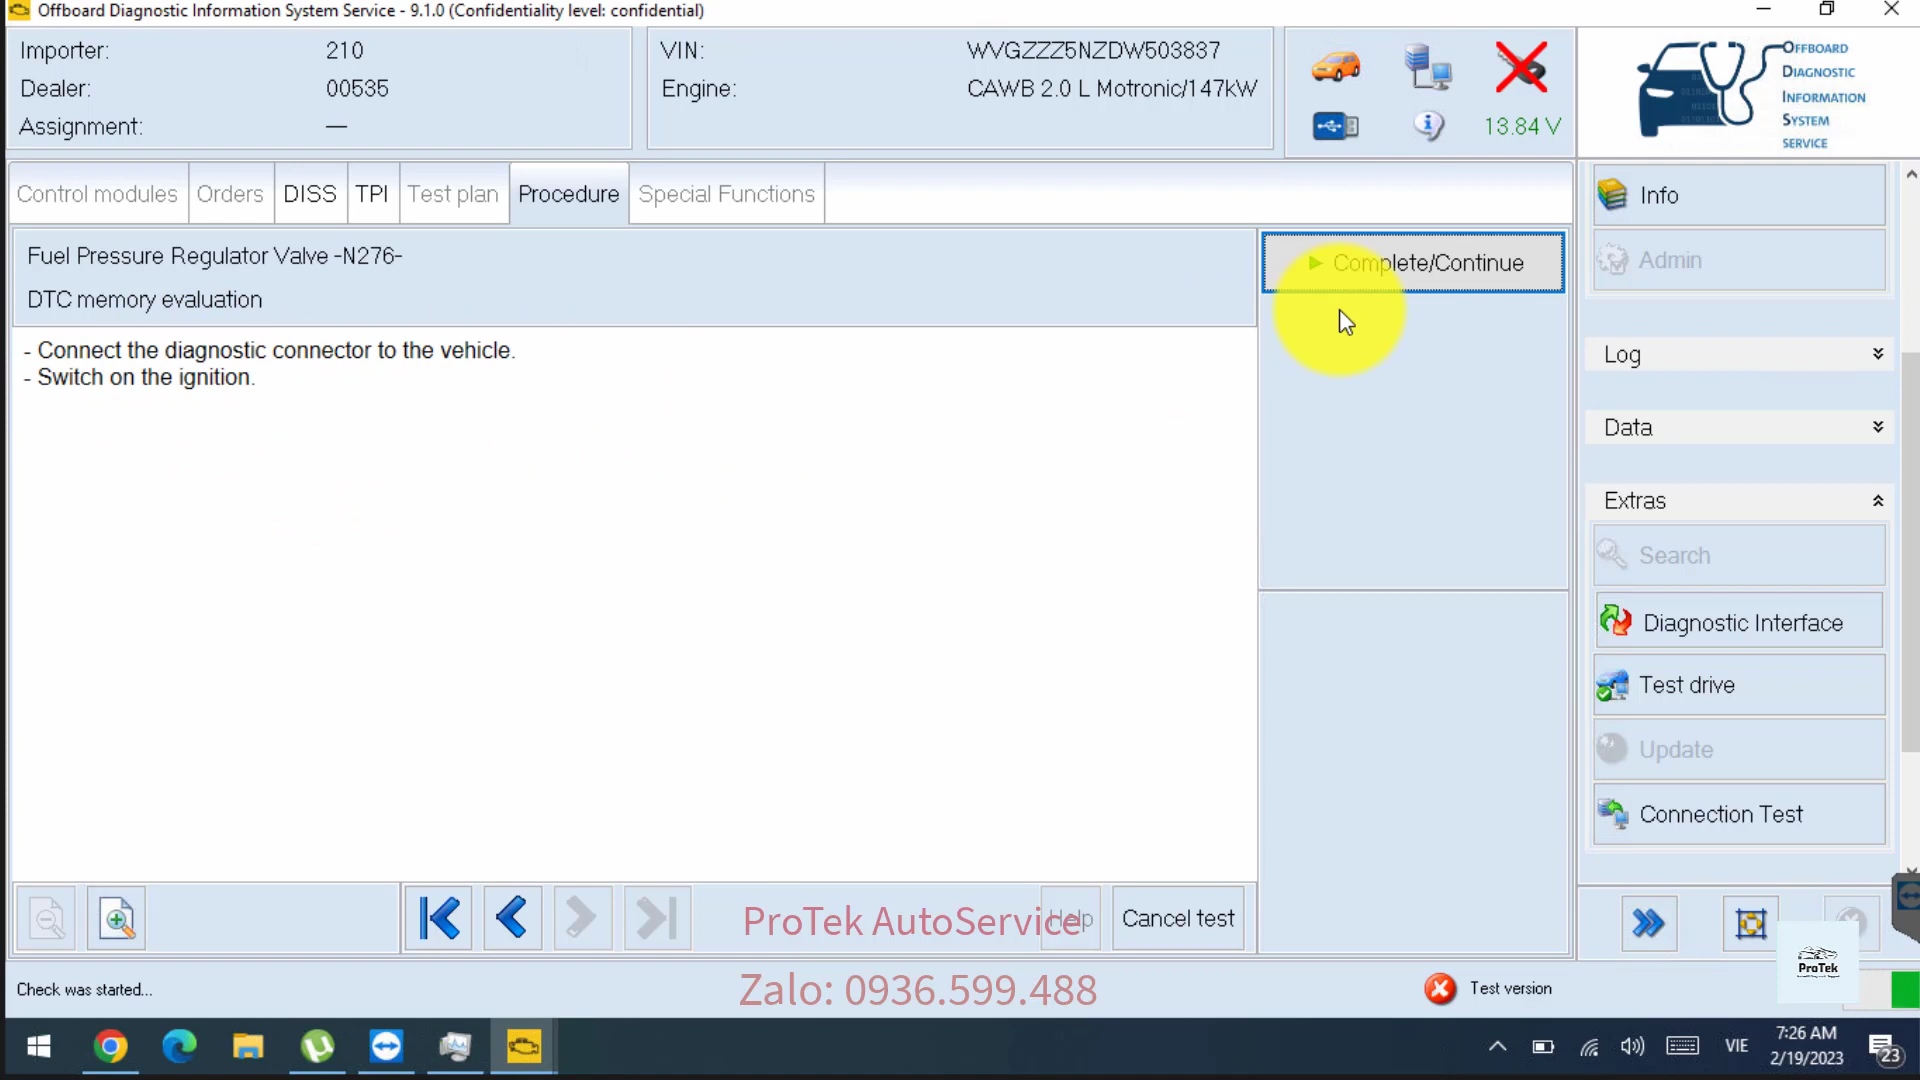 Offboard Diagnostic Information System Service - 9.1.0 (Confidentiality level: confidential)
Importer: 210
Dealer: 00535
Assignment: —
VIN: WVGZZZ5NZDW503837
Engine: CAWB 2.0 L Motronic/147kW
13.84 V
OFFBOARD
DIAGNOSTIC
INFORMATION
SYSTEM
SERVICE
Control modules Orders DISS TPI Test plan Procedure Special Functions
Fuel Pressure Regulator Valve -N276-
DTC memory evaluation
- Connect the diagnostic connector to the vehicle.
- Switch on the ignition.
Complete/Continue
Info
Admin
Log
Data
Extras
Search
Diagnostic Interface
Test drive
Update
Connection Test
Help
Cancel test
ProTek AutoService
Zalo: 0936.599.488
ProTek
Check was started...
Test version
VIE
7:26 AM
2/19/2023
23